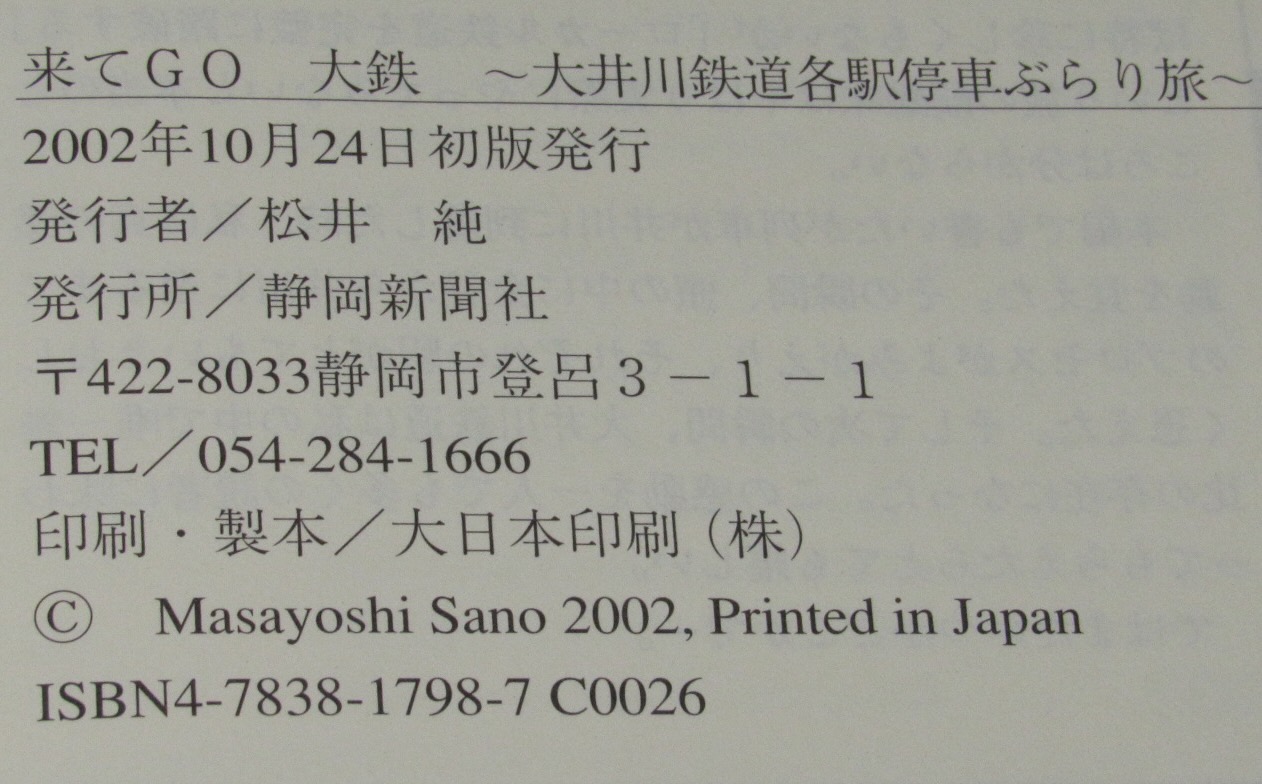 来てＧＯ　大鉄　～大井川鉄道各駅停車ぶらり旅～
2002年10月24日初版発行
発行者／松井　純
発行所／静岡新聞社
〒422-8033静岡市登呂３－１－１
TEL／054-284-1666
印刷・製本／大日本印刷（株）
Ⓒ　Masayoshi Sano 2002, Printed in Japan
ISBN4-7838-1798-7 C0026